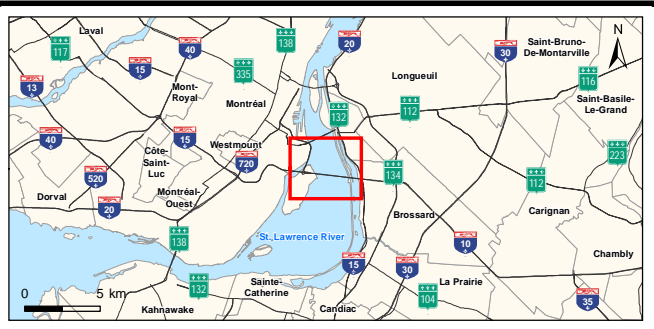 Laval
117
40
138
20
30
Saint-Bruno-
De-Montarville
N
15
335
Longueuil
116
13
Mont-
Royal
Montréal
132
112
Saint-Basile-
Le-Grand
40
15
Westmount
Côte-
Saint-
Luc
720
223
520
134
112
Dorval
Montréal-
Ouest
20
Brossard
Carignan
138
St. Lawrence River
10
Chambly
15
30
0 5 km
132
Sainte-
Catherine
La Prairie
104
35
Kahnawake
Candiac